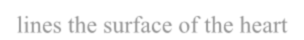 lines the surface of the heart